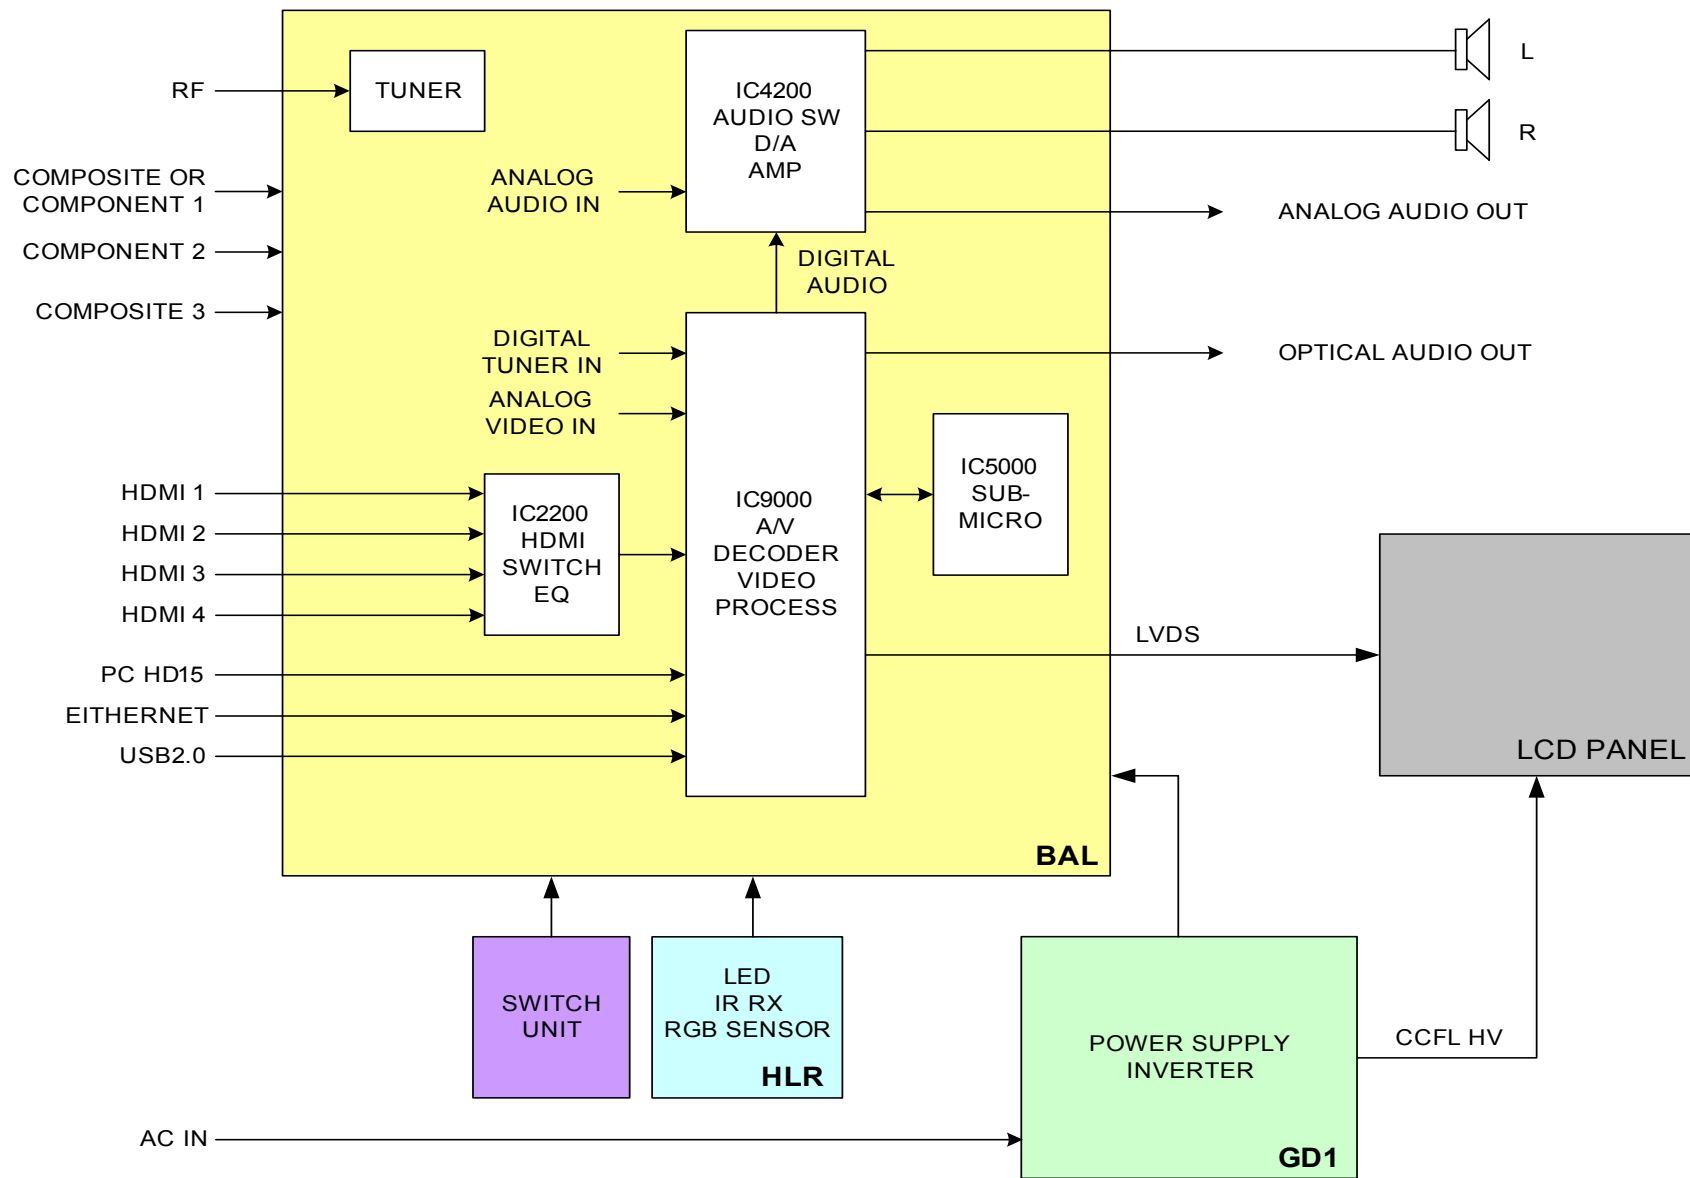 RF
TUNER
IC4200
AUDIO SW
D/A
AMP
L
R
COMPOSITE OR
COMPONENT 1
ANALOG
AUDIO IN
ANALOG AUDIO OUT
COMPONENT 2
DIGITAL
AUDIO
COMPOSITE 3
DIGITAL
TUNER IN
OPTICAL AUDIO OUT
ANALOG
VIDEO IN
HDMI 1
HDMI 2
HDMI 3
HDMI 4
IC2200
HDMI
SWITCH
EQ
IC9000
A/V
DECODER
VIDEO
PROCESS
IC5000
SUB-
MICRO
LVDS
PC HD15
EITHERNET
USB2.0
LCD PANEL
BAL
SWITCH
UNIT
LED
IR RX
RGB SENSOR
HLR
POWER SUPPLY
INVERTER
CCFL HV
AC IN
GD1